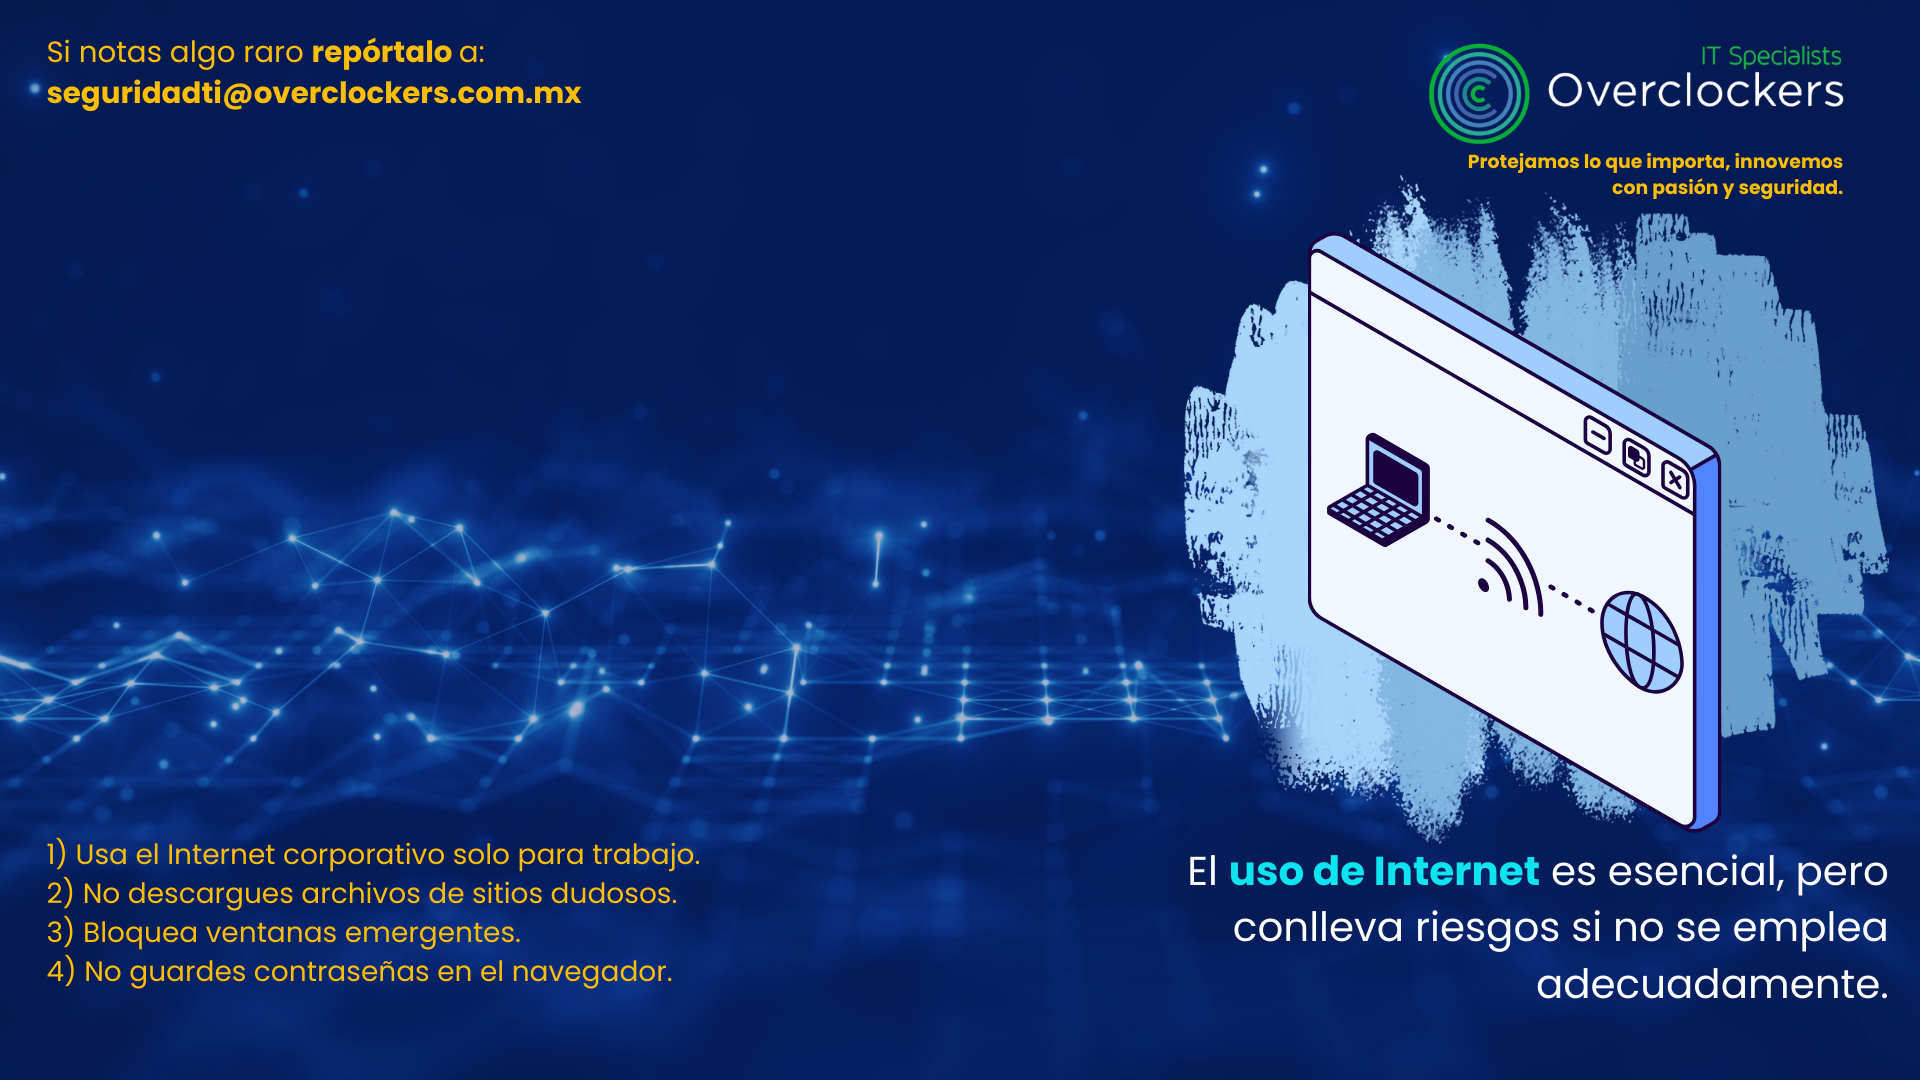 Si notas algo raro repórtalo a:
seguridadti@overclockers.com.mx
IT Specialists
Overclockers
Protejamos lo que importa, innovemos
con pasión y seguridad.
1) Usa el Internet corporativo solo para trabajo.
2) No descargues archivos de sitios dudosos.
3) Bloquea ventanas emergentes.
4) No guardes contraseñas en el navegador.
El uso de Internet es esencial, pero
conlleva riesgos si no se emplea
adecuadamente.